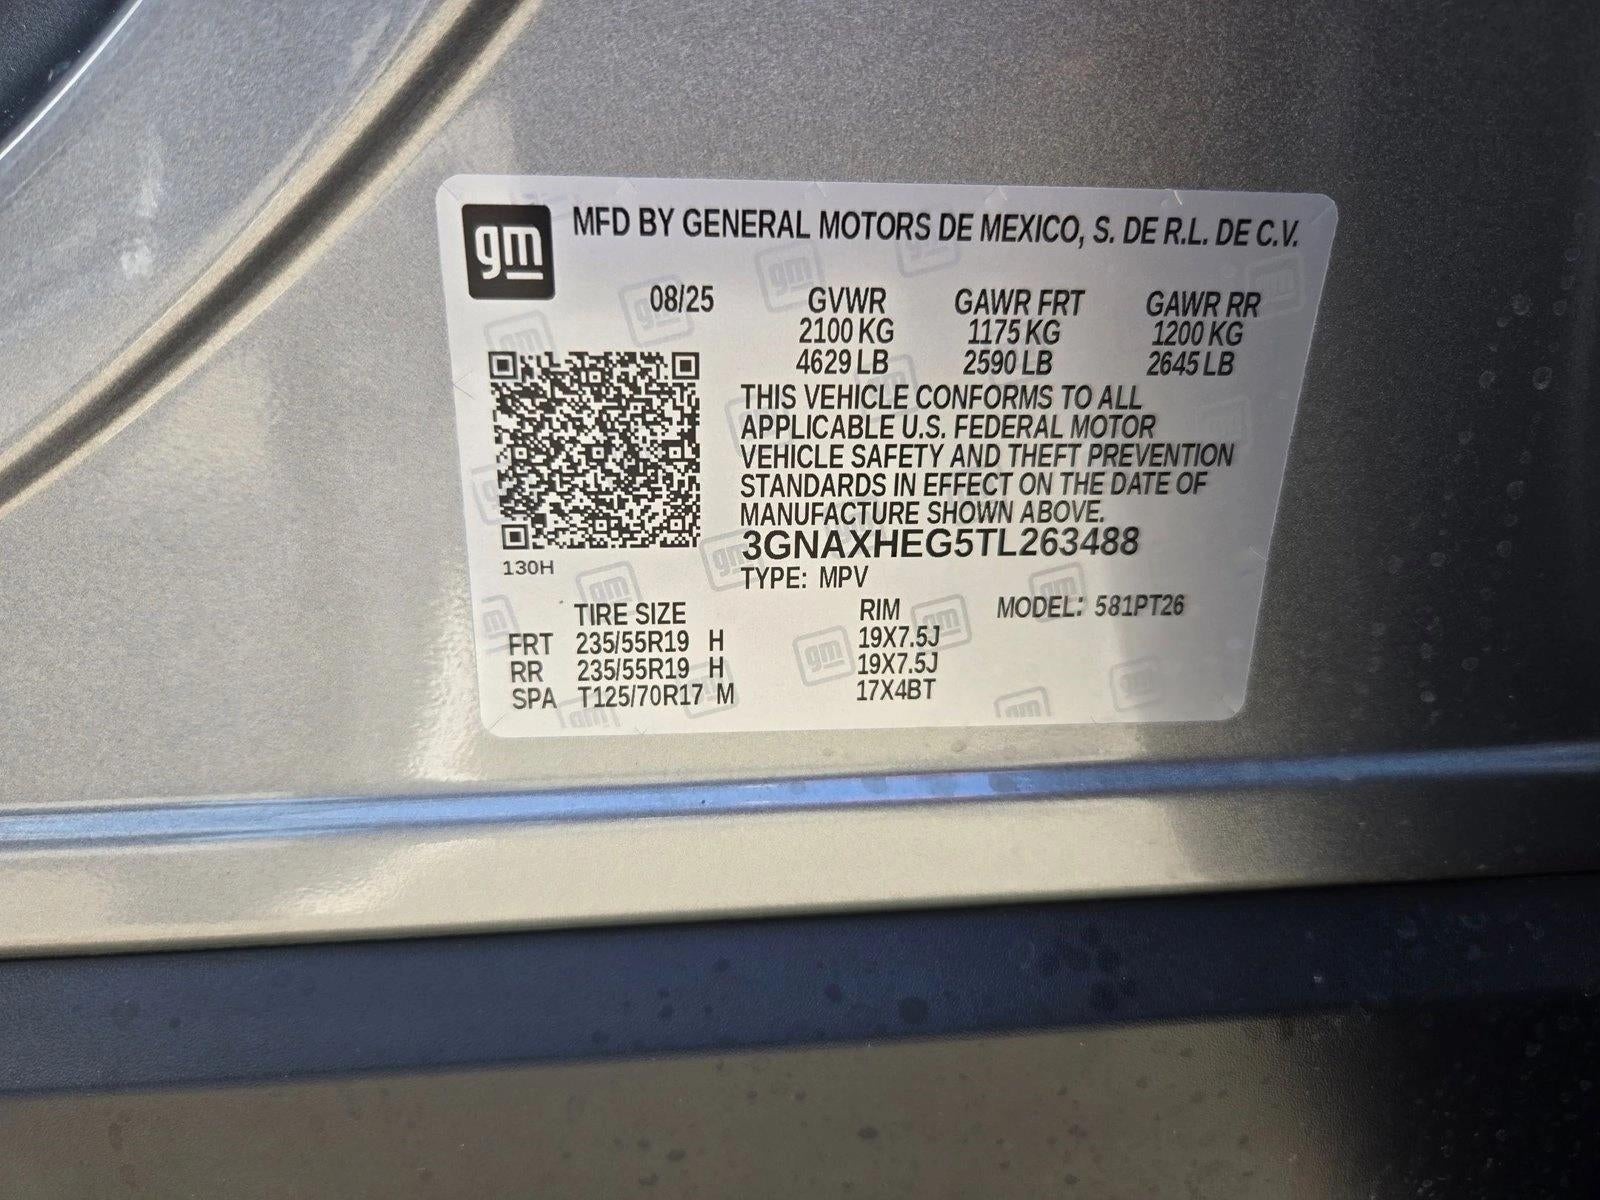 gm MFD BY GENERAL MOTORS DE MEXICO, S. DE R.L. DE C.V.
08/25 GVWR GAWR FRT GAWR RR
2100 KG 1175 KG 1200 KG
4629 LB 2590 LB 2645 LB
THIS VEHICLE CONFORMS TO ALL
APPLICABLE U.S. FEDERAL MOTOR
VEHICLE SAFETY AND THEFT PREVENTION
STANDARDS IN EFFECT ON THE DATE OF
MANUFACTURE SHOWN ABOVE.
3GNAXHEG5TL263488
130H
TYPE: MPV
TIRE SIZE RIM MODEL: 581PT26
FRT 235/55R19 H 19X7.5J
RR 235/55R19 H 19X7.5J
SPA T125/70R17 M 17X4BT